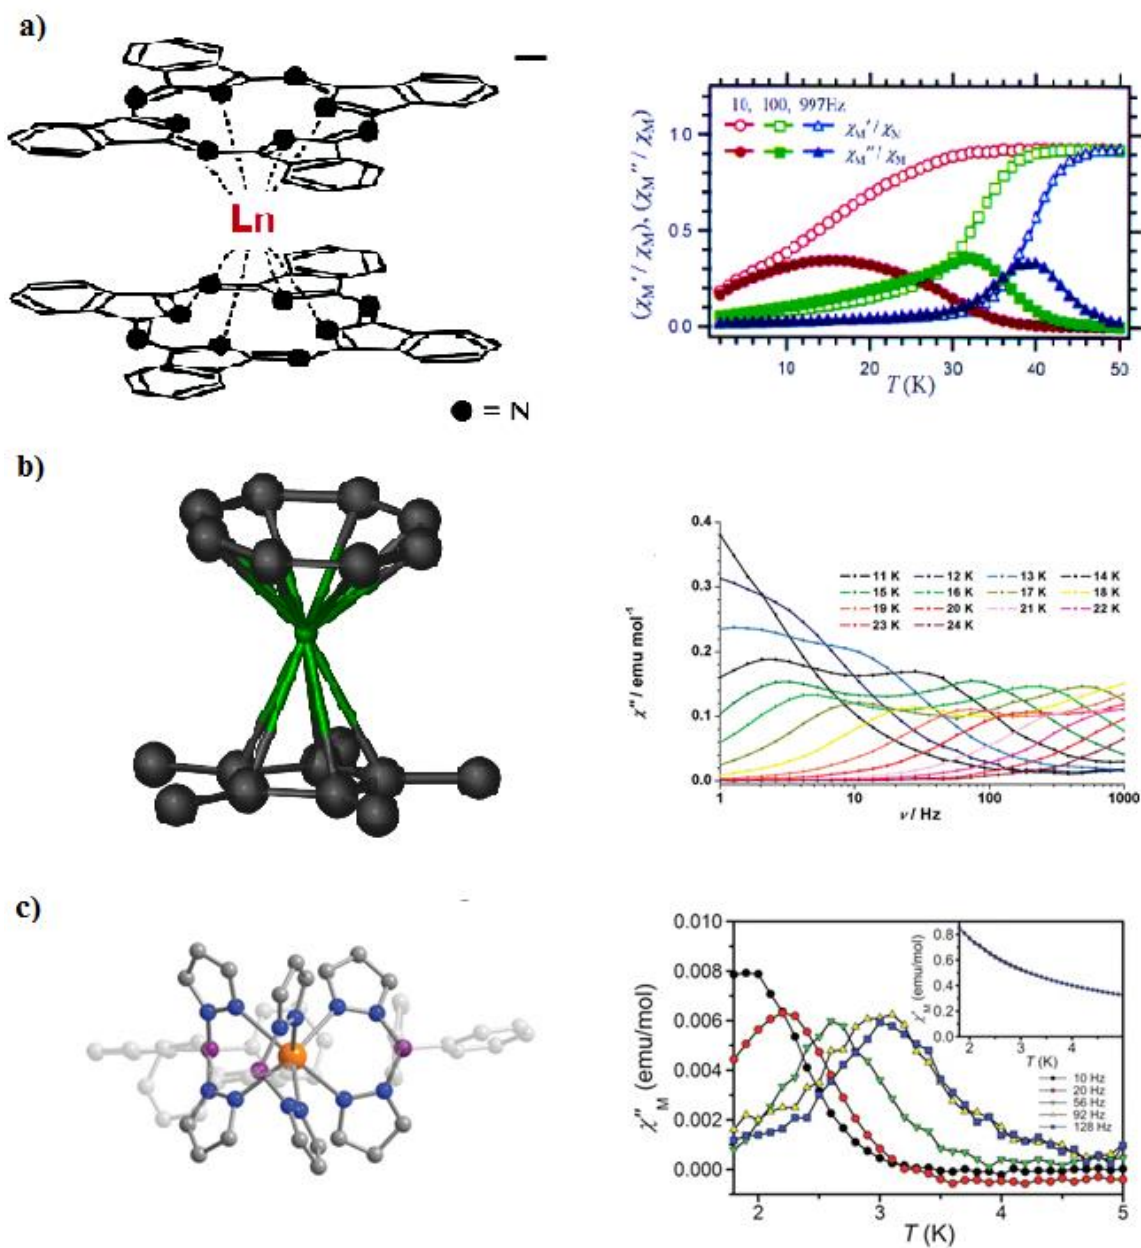 a)
Ln
● = N
10, 100, 997Hz
χM' / χM
χM'' / χM
(χM' / χM), (χM'' / χM)
1.0
0.5
0.0
10 20 30 40 50
T (K)
b)
0.4
0.3
0.2
0.1
0.0
χ'' / emu mol⁻¹
11 K 12 K 13 K 14 K
15 K 16 K 17 K 18 K
19 K 20 K 21 K 22 K
23 K 24 K
1 10 100 1000
ν / Hz
c)
0.010
0.008
0.006
0.004
0.002
0.000
χ''M (emu/mol)
0.8
0.6
0.4
0.2
0.0
χ'M (emu/mol)
2 3 4
T (K)
10 Hz
20 Hz
56 Hz
92 Hz
128 Hz
2 3 4 5
T (K)